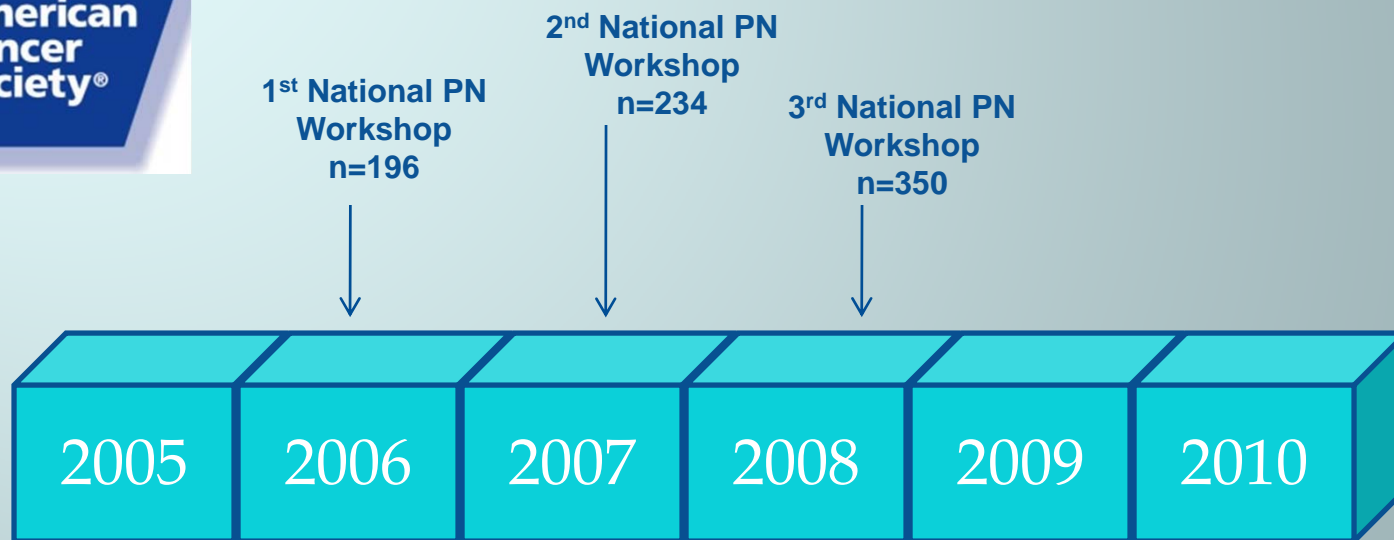 merican
ncer
ciety®
1st National PN
Workshop
n=196
2nd National PN
Workshop
n=234
3rd National PN
Workshop
n=350
2005 2006 2007 2008 2009 2010